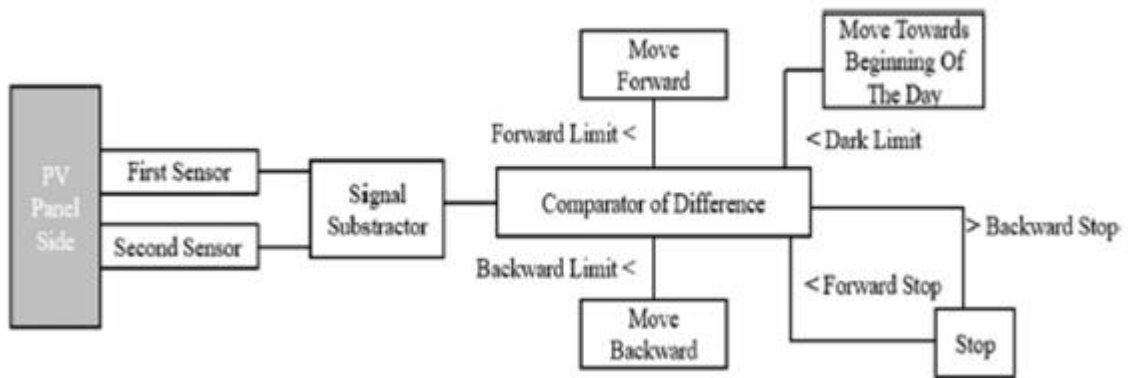 PV
Panel
Side
First Sensor
Second Sensor
Signal
Substractor
Move
Forward
Forward Limit <
Comparator of Difference
Backward Limit <
Move
Backward
Move Towards
Beginning Of
The Day
< Dark Limit
> Backward Stop
< Forward Stop
Stop